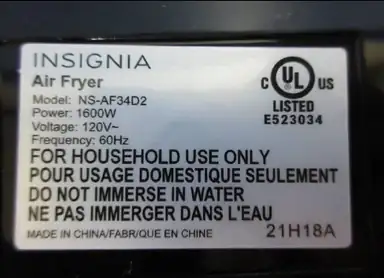 INSIGNIA
Air Fryer
Model: NS-AF34D2
Power: 1600W
Voltage: 120V~
Frequency: 60Hz
C UL US
LISTED
E523034
FOR HOUSEHOLD USE ONLY
POUR USAGE DOMESTIQUE SEULEMENT
DO NOT IMMERSE IN WATER
NE PAS IMMERGER DANS L'EAU
MADE IN CHINA/FABR/QUE EN CHINE 21H18A